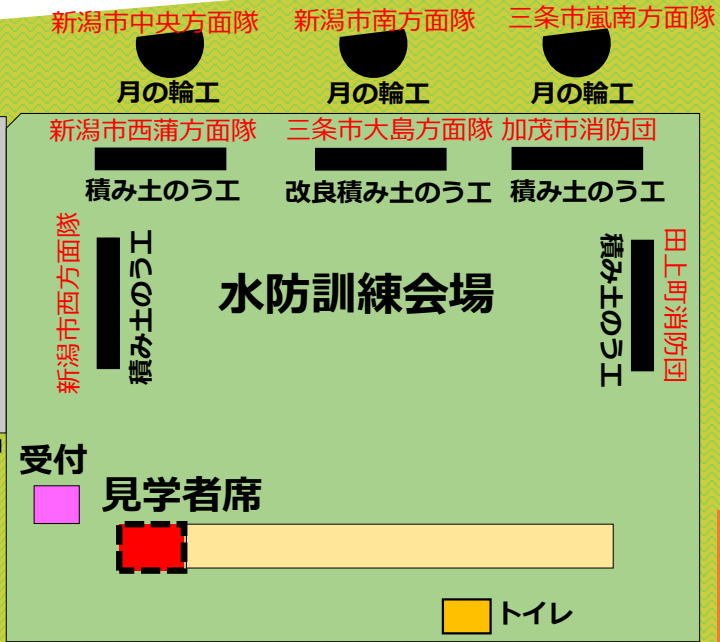 新潟市中央方面隊
新潟市南方面隊
三条市嵐南方面隊
月の輪工
月の輪工
月の輪工
新潟市西蒲方面隊
三条市大島方面隊
加茂市消防団
積み土のう工
改良積み土のう工
積み土のう工
新潟市西方面隊
積み土のう工
水防訓練会場
積み土のう工
田上町消防団
受付
見学者席
トイレ